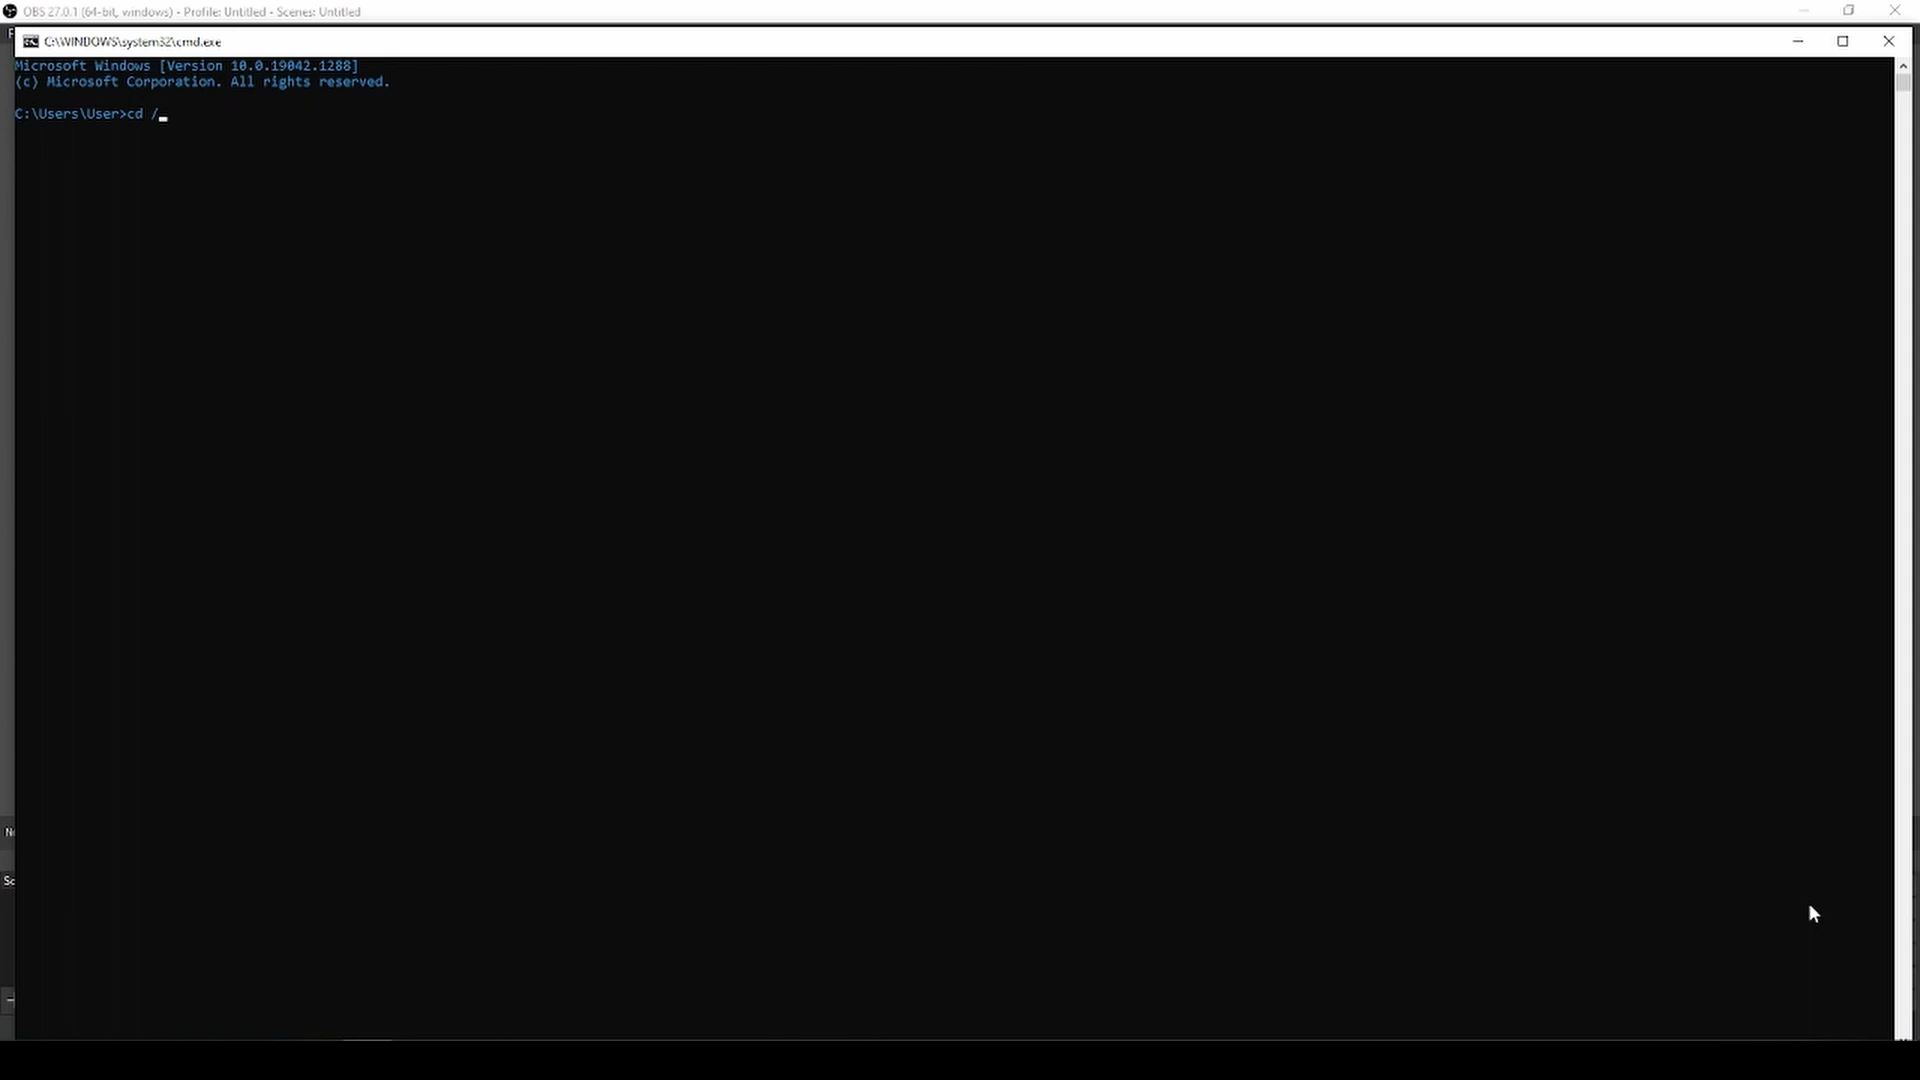 OBS 27.0.1 (64-bit, windows) - Profile: Untitled - Scenes: Untitled
C:\WINDOWS\system32\cmd.exe
Microsoft Windows [Version 10.0.19042.1288]
(c) Microsoft Corporation. All rights reserved.
C:\Users\User>cd /